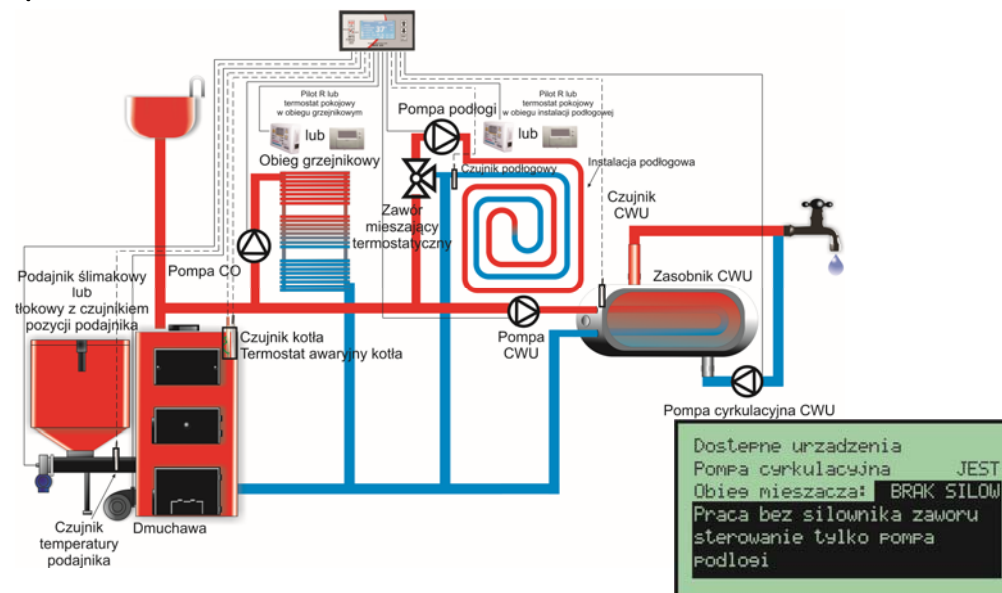 Pilot R lub
termostat pokojowy
w obiegu grzejnikowym
lub
Obieg grzejnikowy
Pompa podłogi
Pilot R lub
termostat pokojowy
w obiegu instalacji podłogowej
lub
Czujnik podłogowy
Instalacja podłogowa
Zawór
mieszający
termostatyczny
Czujnik
CWU
Pompa CO
Zasobnik CWU
Podajnik ślimakowy
lub
tłokowy z czujnikiem
pozycji podajnika
Czujnik kotła
Termostat awaryjny kotła
Pompa
CWU
Pompa cyrkulacyjna CWU
Czujnik
temperatury
podajnika
Dmuchawa
Dostepne urzadzenia
Pompa cyrkulacyjna JEST
Obieg mieszacza: BRAK SILOW
Praca bez silownika zaworu
sterowanie tylko pompa
podlogi